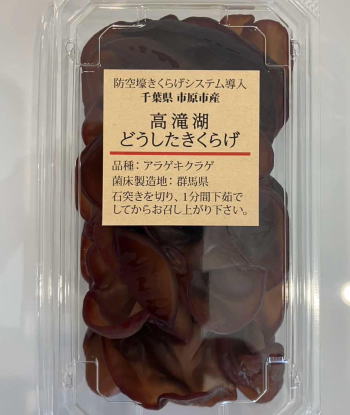 防空壕きくらげシステム導入
千葉県 市原市産
高滝湖
どうしたきくらげ
品種：アラゲキクラゲ
菌床製造地：群馬県
石突きを切り、1分間下茹で
してからお召し上がり下さい。